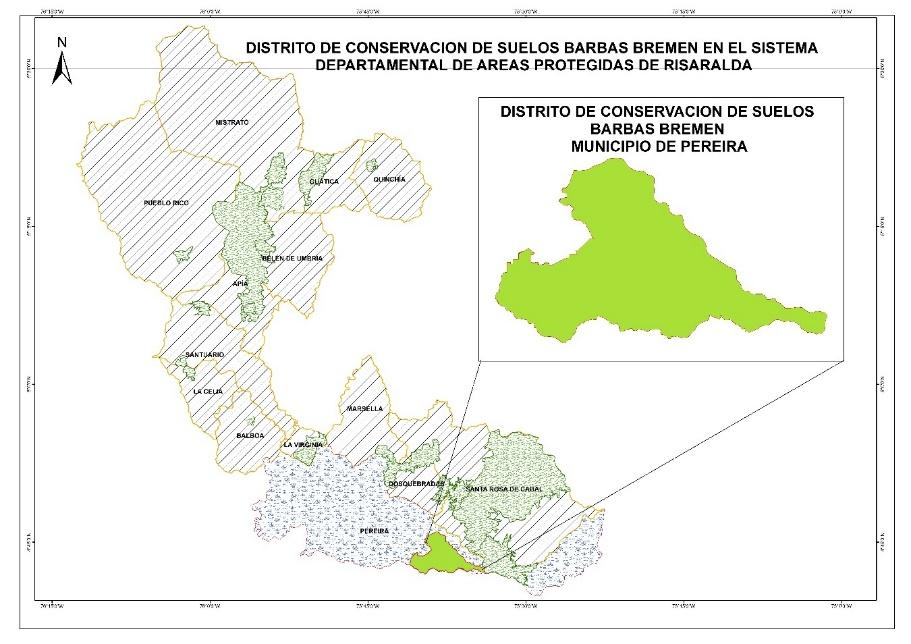 N
DISTRITO DE CONSERVACION DE SUELOS BARBAS BREMEN EN EL SISTEMA
DEPARTAMENTAL DE AREAS PROTEGIDAS DE RISARALDA
DISTRITO DE CONSERVACION DE SUELOS
BARBAS BREMEN
MUNICIPIO DE PEREIRA
MISTRATO
GUATICA
QUINCHIA
PUEBLO RICO
BELEN DE UMBRIA
APIA
SANTUARIO
LA CELIA
MARSELLA
BALBOA
LA VIRGINIA
DOSQUEBRADAS
SANTA ROSA DE CABAL
PEREIRA